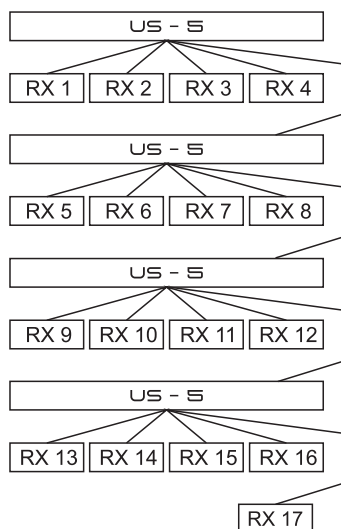 US - 5
RX 1 RX 2 RX 3 RX 4
US - 5
RX 5 RX 6 RX 7 RX 8
US - 5
RX 9 RX 10 RX 11 RX 12
US - 5
RX 13 RX 14 RX 15 RX 16
RX 17